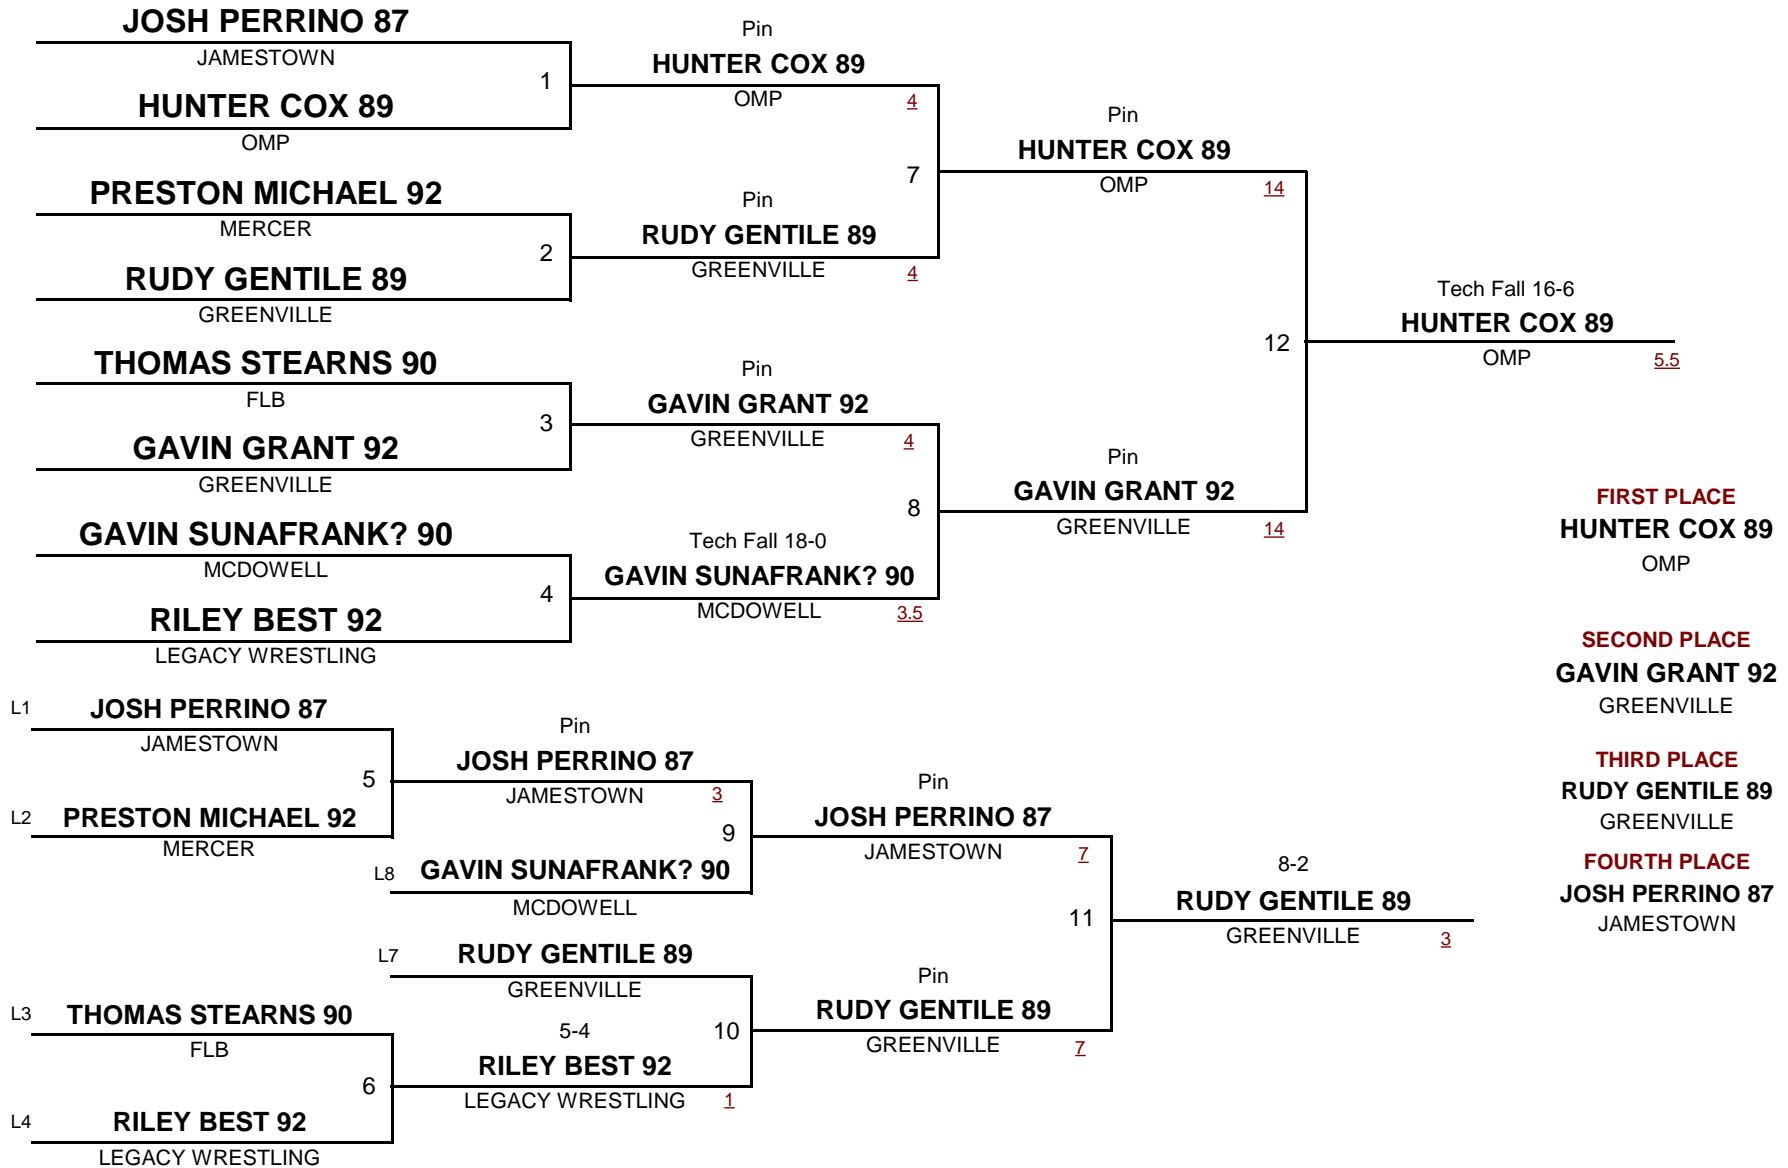 JOSH PERRINO 87
JAMESTOWN
1
HUNTER COX 89
OMP
PRESTON MICHAEL 92
MERCER
2
RUDY GENTILE 89
GREENVILLE
THOMAS STEARNS 90
FLB
3
GAVIN GRANT 92
GREENVILLE
GAVIN SUNAFRANK? 90
MCDOWELL
4
RILEY BEST 92
LEGACY WRESTLING
Pin
HUNTER COX 89
OMP
4
7
Pin
RUDY GENTILE 89
GREENVILLE
4
Pin
GAVIN GRANT 92
GREENVILLE
4
8
Tech Fall 18-0
GAVIN SUNAFRANK? 90
MCDOWELL
3.5
Pin
HUNTER COX 89
OMP
14
12
Pin
GAVIN GRANT 92
GREENVILLE
14
Tech Fall 16-6
HUNTER COX 89
OMP
5.5
FIRST PLACE
HUNTER COX 89
OMP
SECOND PLACE
GAVIN GRANT 92
GREENVILLE
THIRD PLACE
RUDY GENTILE 89
GREENVILLE
FOURTH PLACE
JOSH PERRINO 87
JAMESTOWN
L1
JOSH PERRINO 87
JAMESTOWN
5
L2
PRESTON MICHAEL 92
MERCER
Pin
JOSH PERRINO 87
JAMESTOWN
3
9
L8
GAVIN SUNAFRANK? 90
MCDOWELL
L7
RUDY GENTILE 89
GREENVILLE
L3
THOMAS STEARNS 90
FLB
6
L4
RILEY BEST 92
LEGACY WRESTLING
5-4
10
RILEY BEST 92
LEGACY WRESTLING
1
Pin
JOSH PERRINO 87
JAMESTOWN
7
11
Pin
RUDY GENTILE 89
GREENVILLE
7
8-2
RUDY GENTILE 89
GREENVILLE
3